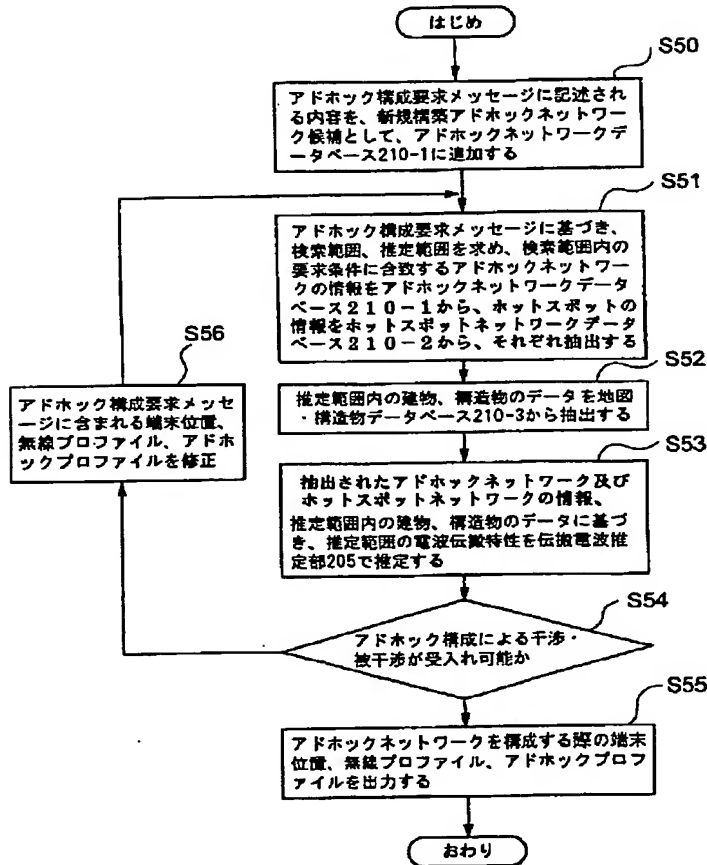 はじめ
S50
アドホック構成要求メッセージに記述され
る内容を、新規構築アドホックネットワー
ク候補として、アドホックネットワークデ
ータベース210-1に追加する
S51
アドホック構成要求メッセージに基づき、
検索範囲、推定範囲を求め、検索範囲内の
要求条件に合致するアドホックネットワー
クの情報をアドホックネットワークデータ
ベース２１０－１から、ホットスポットの
情報をホットスポットネットワークデータ
ベース２１０－２から、それぞれ抽出する
S56
アドホック構成要求メッセ
ージに含まれる端末位置、
無線プロファイル、アドホ
ックプロファイルを修正
S52
推定範囲内の建物、構造物のデータを地図
・構造物データベース210-3から抽出する
S53
抽出されたアドホックネットワーク及び
ホットスポットネットワークの情報、
推定範囲内の建物、構造物のデータに基づ
き、推定範囲の電波伝搬特性を伝搬電波推
定部205で推定する
S54
アドホック構成による干渉・
被干渉が受入れ可能か
S55
アドホックネットワークを構成する際の端末
位置、無線プロファイル、アドホックプロフ
ァイルを出力する
おわり